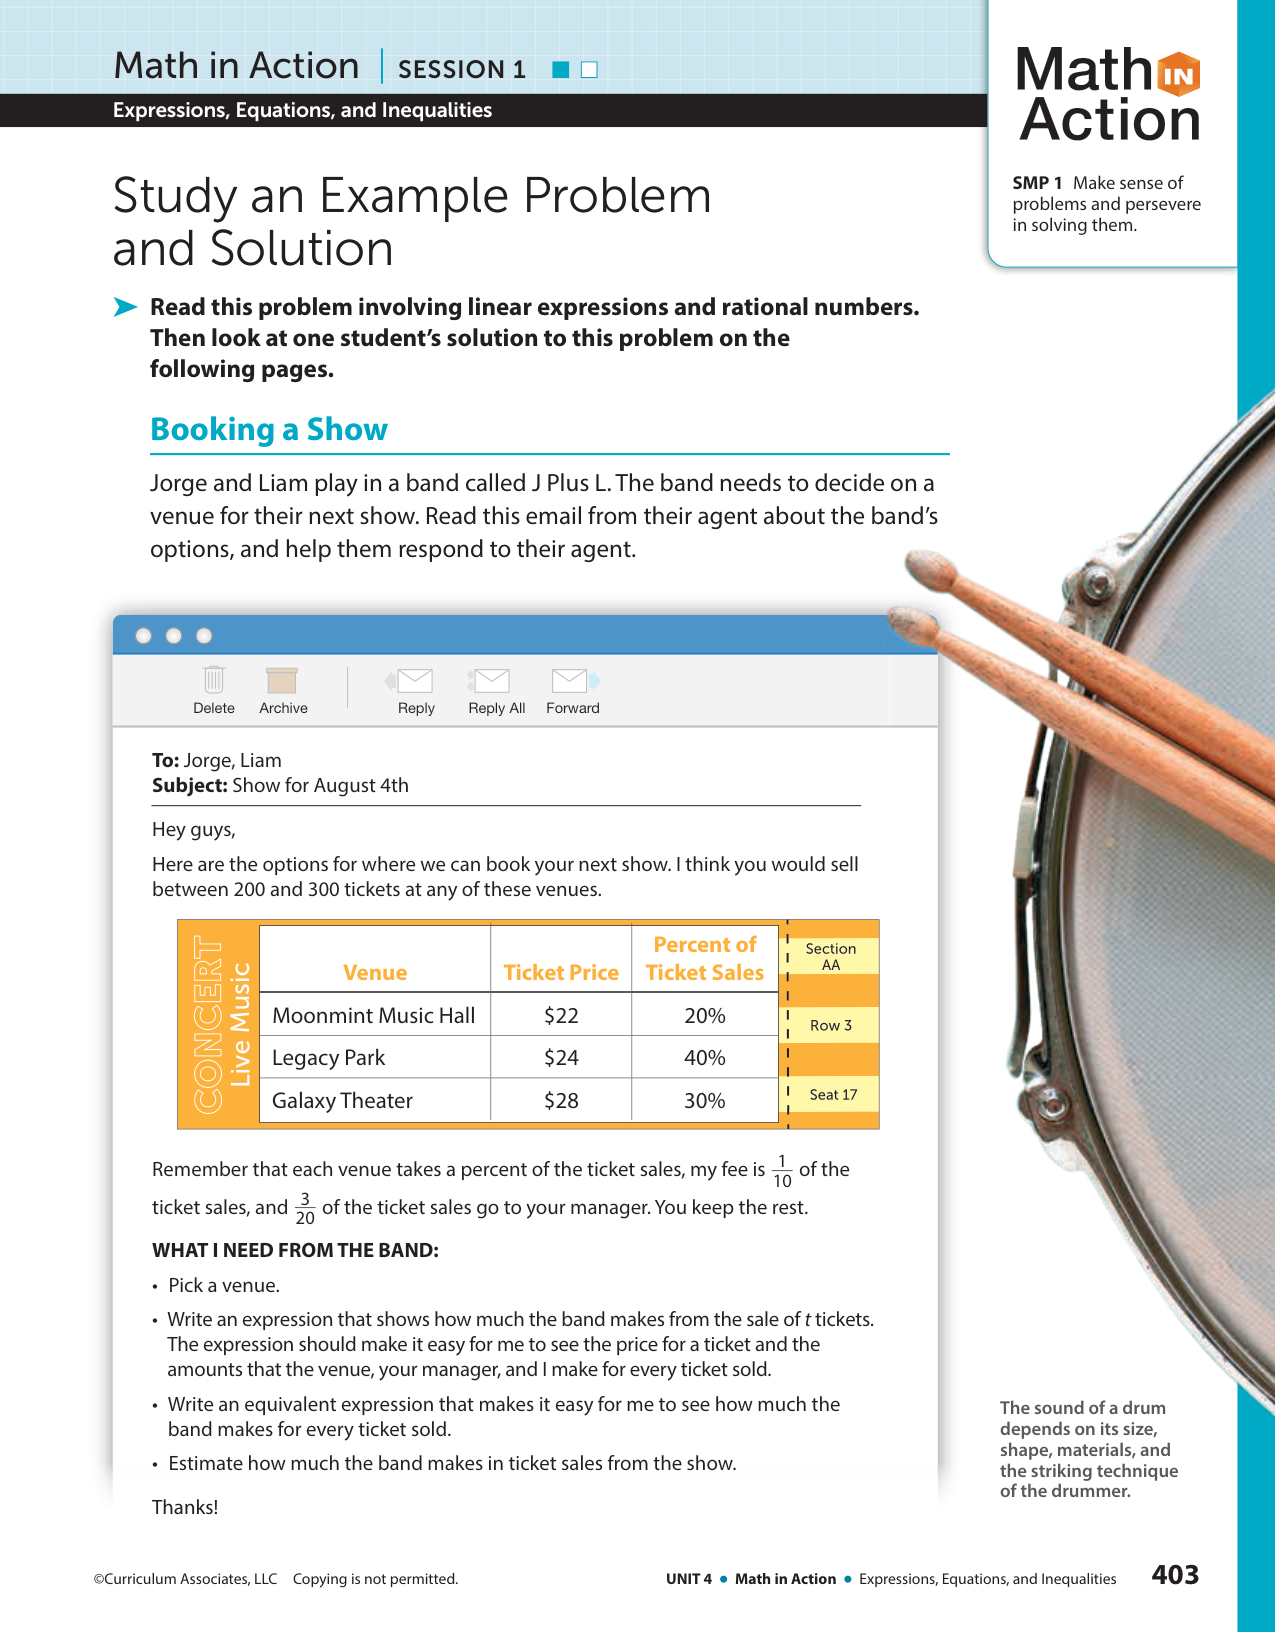 Math in Action | SESSION 1
Expressions, Equations, and Inequalities
Math IN
Action
SMP 1 Make sense of
problems and persevere
in solving them.
Study an Example Problem
and Solution
Read this problem involving linear expressions and rational numbers.
Then look at one student’s solution to this problem on the
following pages.
Booking a Show
Jorge and Liam play in a band called J Plus L. The band needs to decide on a
venue for their next show. Read this email from their agent about the band’s
options, and help them respond to their agent.
Delete Archive Reply Reply All Forward
To: Jorge, Liam
Subject: Show for August 4th
Hey guys,
Here are the options for where we can book your next show. I think you would sell
between 200 and 300 tickets at any of these venues.
CONCERT
Live Music
Venue Ticket Price Percent of
Ticket Sales
Moonmint Music Hall $22 20%
Legacy Park $24 40%
Galaxy Theater $28 30%
Section
AA
Row 3
Seat 17
Remember that each venue takes a percent of the ticket sales, my fee is 1/10 of the
ticket sales, and 3/20 of the ticket sales go to your manager. You keep the rest.
WHAT I NEED FROM THE BAND:
• Pick a venue.
• Write an expression that shows how much the band makes from the sale of t tickets.
The expression should make it easy for me to see the price for a ticket and the
amounts that the venue, your manager, and I make for every ticket sold.
• Write an equivalent expression that makes it easy for me to see how much the
band makes for every ticket sold.
• Estimate how much the band makes in ticket sales from the show.
Thanks!
The sound of a drum
depends on its size,
shape, materials, and
the striking technique
of the drummer.
©Curriculum Associates, LLC Copying is not permitted.
UNIT 4 • Math in Action • Expressions, Equations, and Inequalities 403